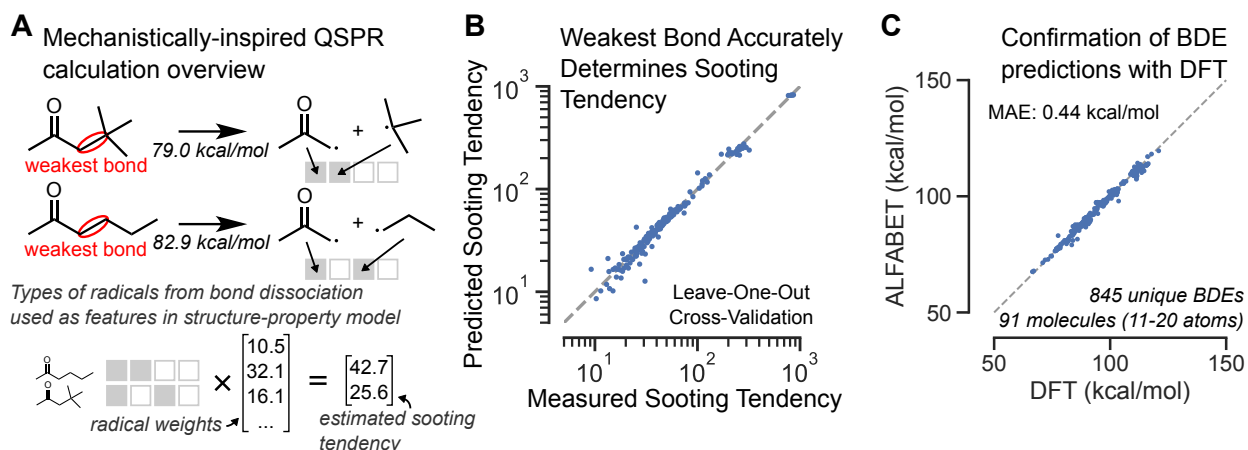 A
Mechanistically-inspired QSPR
calculation overview
O
weakest bond
79.0 kcal/mol
O
+
O
weakest bond
82.9 kcal/mol
O
+
Types of radicals from bond dissociation
used as features in structure-property model
O
O
×
10.5
32.1
16.1
...
=
42.7
25.6
radical weights
estimated sooting
tendency
B
Weakest Bond Accurately
Determines Sooting
Tendency
Predicted Sooting Tendency
10³
10²
10¹
Leave-One-Out
Cross-Validation
10¹ 10² 10³
Measured Sooting Tendency
C
Confirmation of BDE
predictions with DFT
ALFABET (kcal/mol)
150
100
50
MAE: 0.44 kcal/mol
845 unique BDEs
91 molecules (11-20 atoms)
50 100 150
DFT (kcal/mol)